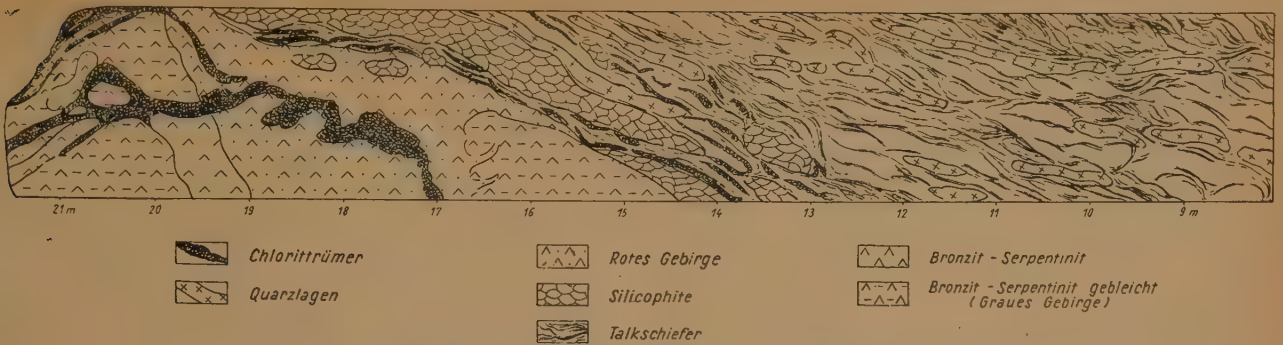 21 m 20 19 18 17 16 15 14 13 12 11 10 9 m
Chlorittrümer
Quarzlagen
Rotes Gebirge
Silicophite
Talkschiefer
Bronzit - Serpentinit
Bronzit - Serpentinit gebleicht
(Graues Gebirge)